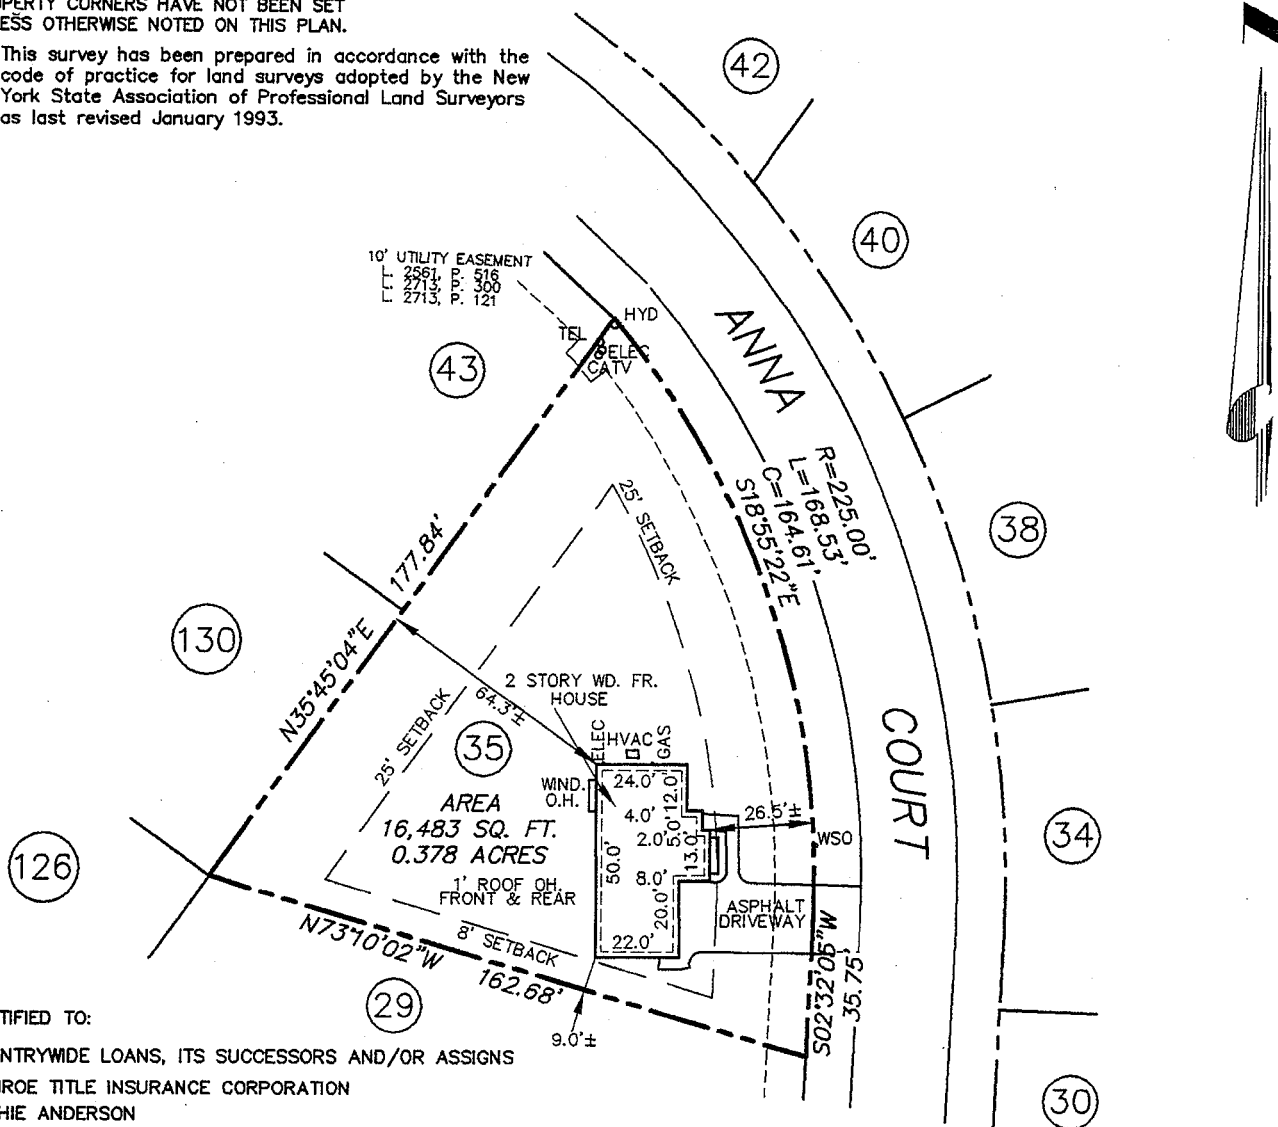 OPERTY CORNERS HAVE NOT BEEN SET
ESS OTHERWISE NOTED ON THIS PLAN.
This survey has been prepared in accordance with the
code of practice for land surveys adopted by the New
York State Association of Professional Land Surveyors
as last revised January 1993.
42
40
10' UTILITY EASEMENT
L. 2561, P. 516
L. 2713, P. 300
L. 2713, P. 121
HYD
TEL
ELEC
CATV
43
ANNA
COURT
R=225.00'
L=168.53'
C=164.61'
S18°55'22"E
38
25' SETBACK
177.84'
N35°45'04"E
130
2 STORY WD. FR.
HOUSE
64.3'±
25' SETBACK
35
ELEC
HVAC
GAS
WIND.
O.H.
24.0'
12.0'
4.0'
5.0'
2.0'
13.0'
50.0'
8.0'
20.0'
22.0'
26.5'±
WSO
34
AREA
16,483 SQ. FT.
0.378 ACRES
1' ROOF OH.
FRONT & REAR
126
ASPHALT
DRIVEWAY
N73°10'02"W
162.68'
8' SETBACK
S02°32'05"W
35.75'
29
9.0'±
30
TIFIED TO:
NTRYWIDE LOANS, ITS SUCCESSORS AND/OR ASSIGNS
ROE TITLE INSURANCE CORPORATION
HIE ANDERSON